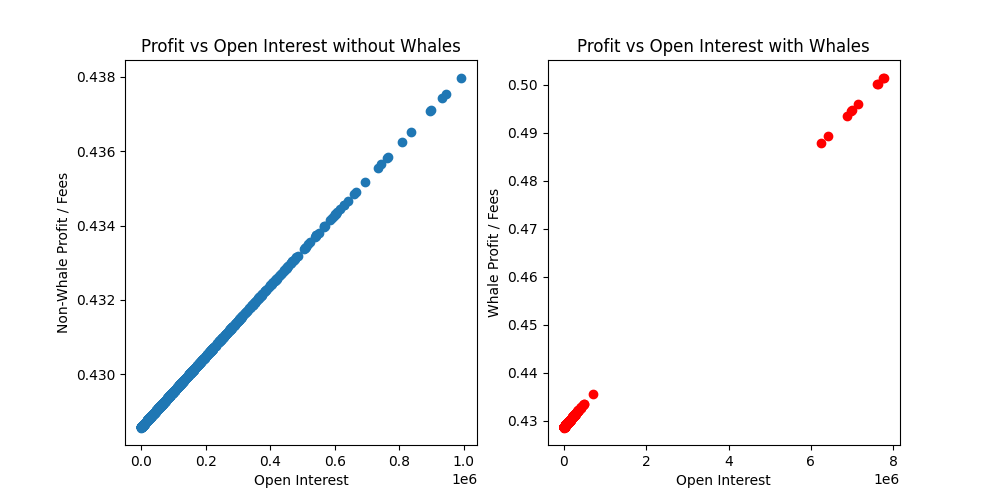 Profit vs Open Interest without Whales
Non-Whale Profit / Fees
0.438
0.436
0.434
0.432
0.430
0.0 0.2 0.4 0.6 0.8 1.0
1e6
Open Interest
Profit vs Open Interest with Whales
Whale Profit / Fees
0.50
0.49
0.48
0.47
0.46
0.45
0.44
0.43
0 2 4 6 8
1e6
Open Interest